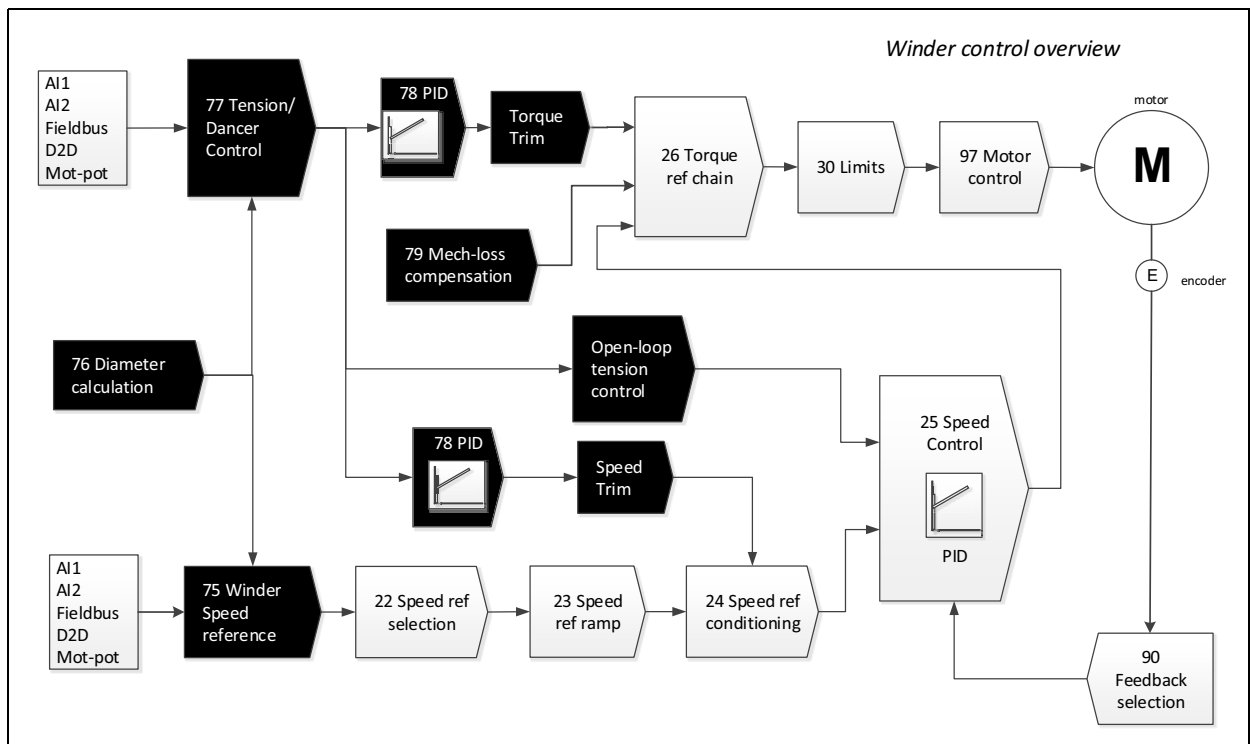 Winder control overview
AI1
AI2
Fieldbus
D2D
Mot-pot
77 Tension/
Dancer
Control
78 PID
Torque
Trim
26 Torque
ref chain
30 Limits
97 Motor
control
motor
M
79 Mech-loss
compensation
E
encoder
76 Diameter
calculation
Open-loop
tension
control
25 Speed
Control
PID
78 PID
Speed
Trim
AI1
AI2
Fieldbus
D2D
Mot-pot
75 Winder
Speed
reference
22 Speed ref
selection
23 Speed
ref ramp
24 Speed ref
conditioning
90
Feedback
selection